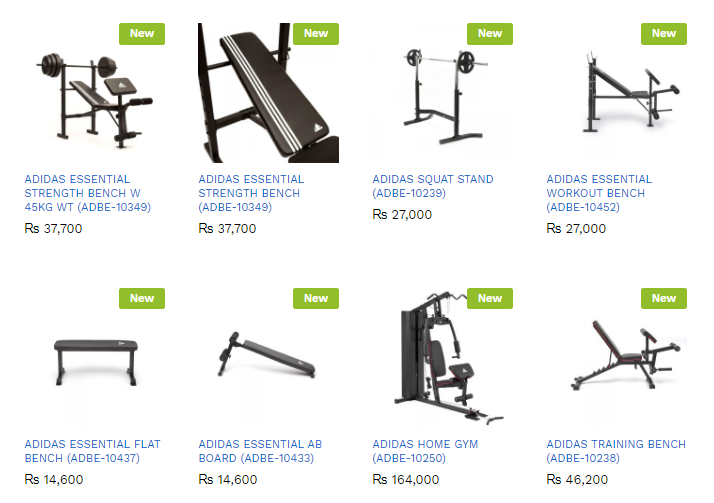 New
New
New
New
ADIDAS ESSENTIAL
STRENGTH BENCH W
45KG WT (ADBE-10349)
₨ 37,700
ADIDAS ESSENTIAL
STRENGTH BENCH
(ADBE-10349)
₨ 37,700
ADIDAS SQUAT STAND
(ADBE-10239)
₨ 27,000
ADIDAS ESSENTIAL
WORKOUT BENCH
(ADBE-10452)
₨ 27,000
New
New
New
New
ADIDAS ESSENTIAL FLAT
BENCH (ADBE-10437)
₨ 14,600
ADIDAS ESSENTIAL AB
BOARD (ADBE-10433)
₨ 14,600
ADIDAS HOME GYM
(ADBE-10250)
₨ 164,000
ADIDAS TRAINING BENCH
(ADBE-10238)
₨ 46,200